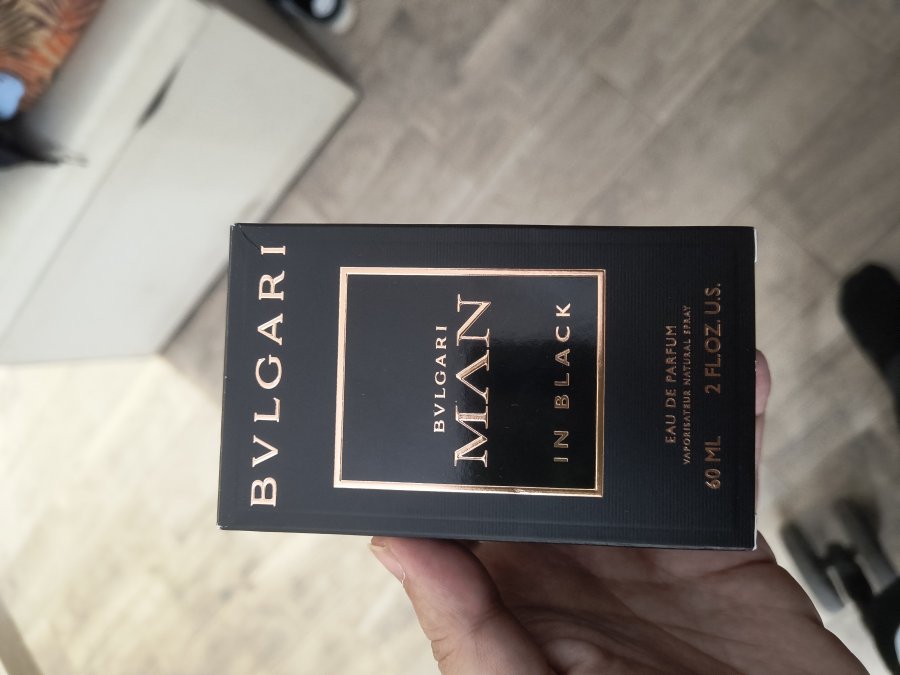 BVLGARI
BVLGARI
MAN
IN BLACK
EAU DE PARFUM
VAPORISATEUR NATURAL SPRAY
60 ML 2 FL.OZ. U.S.